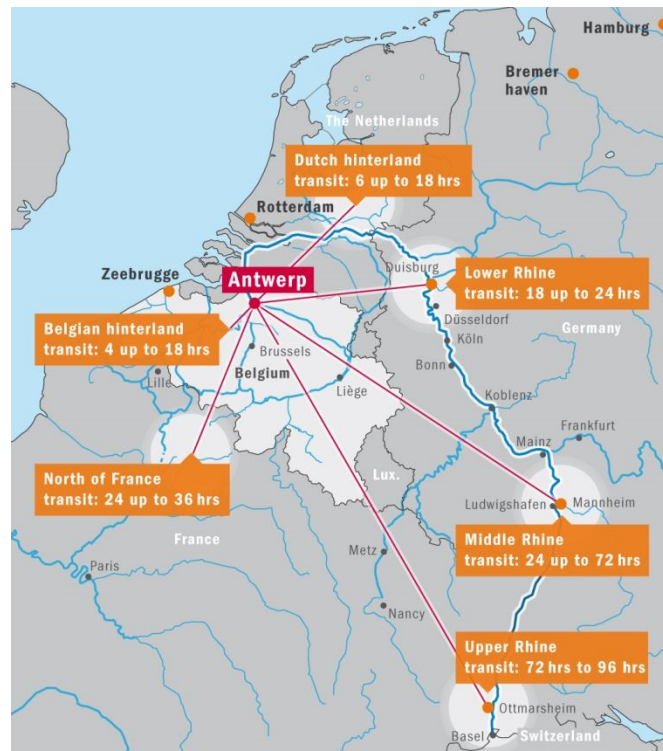 Hamburg
Bremer
haven
The Netherlands
Dutch hinterland
transit: 6 up to 18 hrs
Rotterdam
Zeebrugge
Antwerp
Duisburg
Lower Rhine
transit: 18 up to 24 hrs
Düsseldorf
Germany
Belgian hinterland
transit: 4 up to 18 hrs
Köln
Brussels
Bonn
Belgium
Lille
Liège
Koblenz
Frankfurt
Mainz
North of France
transit: 24 up to 36 hrs
Lux.
Ludwigshafen
Mannheim
Middle Rhine
transit: 24 up to 72 hrs
France
Metz
Paris
Nancy
Upper Rhine
transit: 72 hrs to 96 hrs
Ottmarsheim
Basel
Switzerland